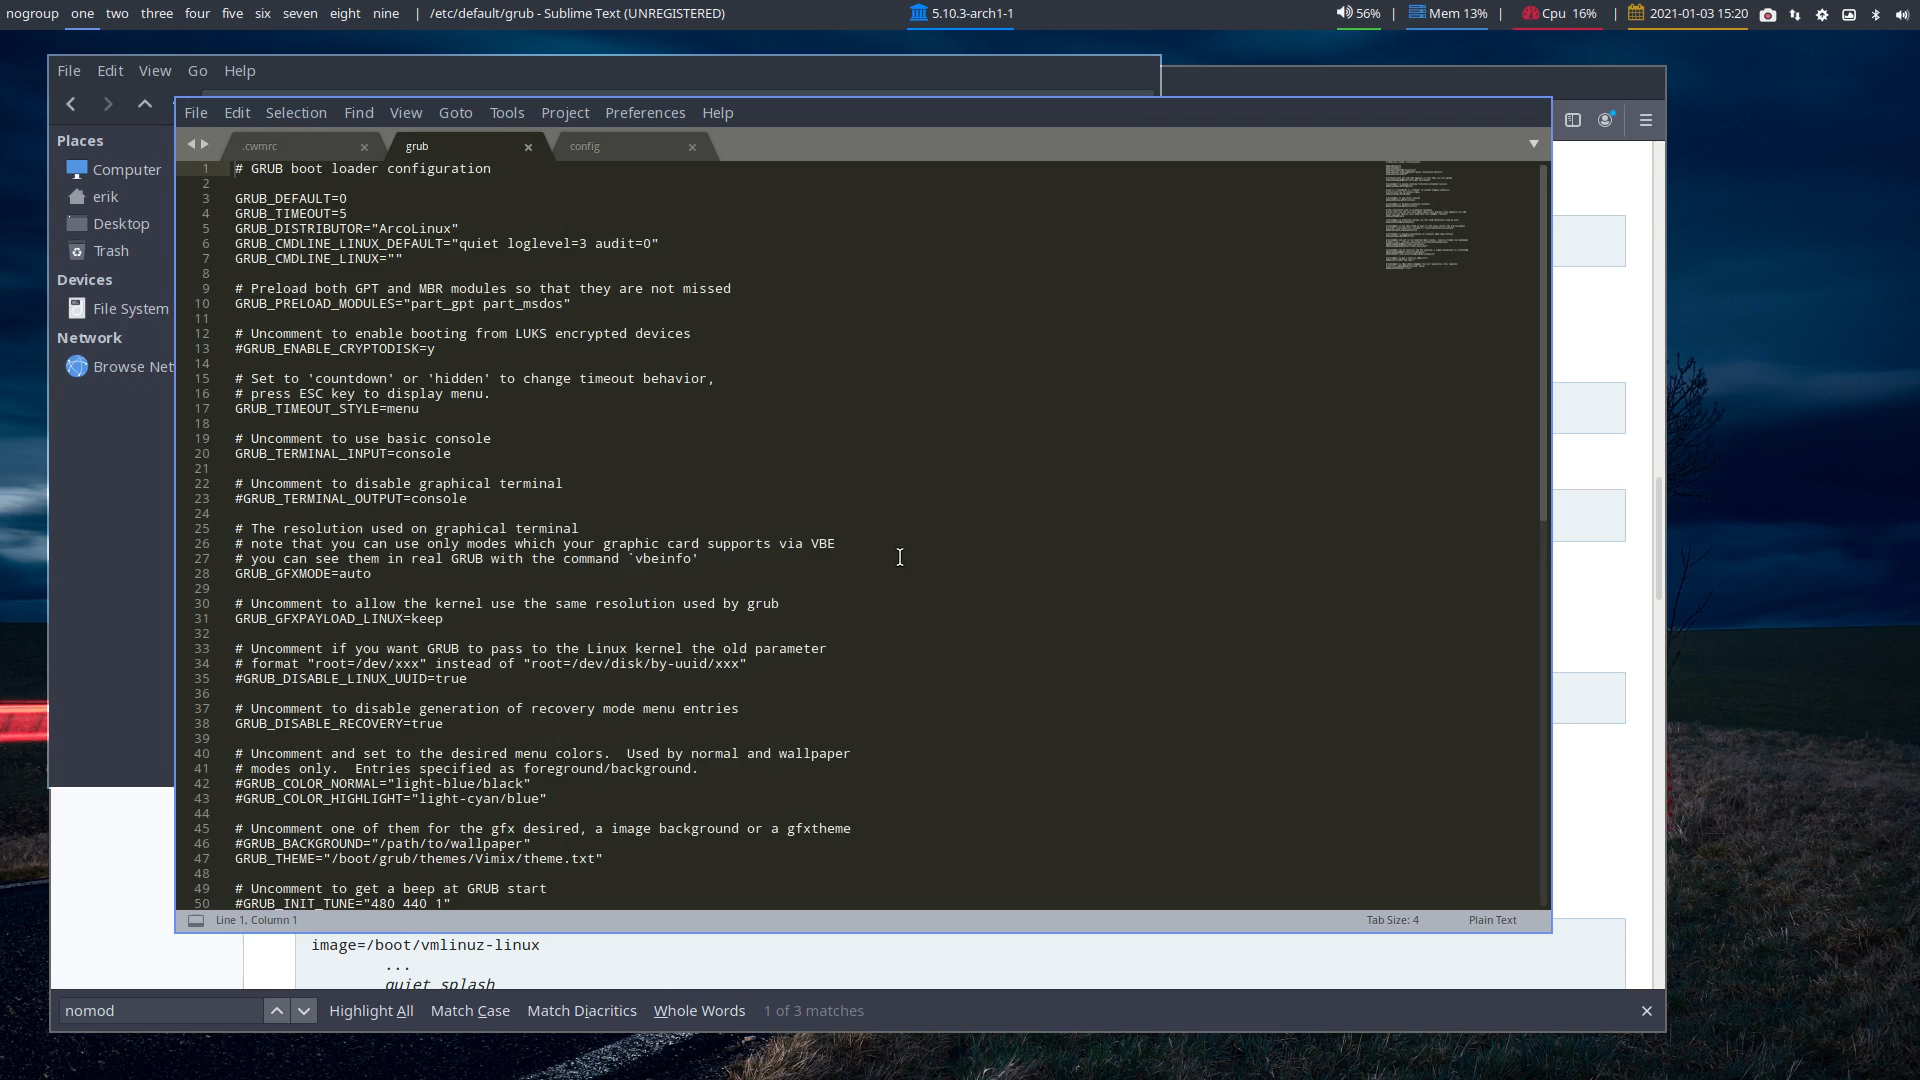 nogroup one two three four five six seven eight nine | /etc/default/grub - Sublime Text (UNREGISTERED) 5.10.3-arch1-1 56% | Mem 13% | Cpu 16% | 2021-01-03 15:20
File Edit View Go Help
File Edit Selection Find View Goto Tools Project Preferences Help
Places
Computer
erik
Desktop
Trash
Devices
File System
Network
Browse Net
.cwmrc × grub × config ×
1 # GRUB boot loader configuration
2
3 GRUB_DEFAULT=0
4 GRUB_TIMEOUT=5
5 GRUB_DISTRIBUTOR="ArcoLinux"
6 GRUB_CMDLINE_LINUX_DEFAULT="quiet loglevel=3 audit=0"
7 GRUB_CMDLINE_LINUX=""
8
9 # Preload both GPT and MBR modules so that they are not missed
10 GRUB_PRELOAD_MODULES="part_gpt part_msdos"
11
12 # Uncomment to enable booting from LUKS encrypted devices
13 #GRUB_ENABLE_CRYPTODISK=y
14
15 # Set to 'countdown' or 'hidden' to change timeout behavior,
16 # press ESC key to display menu.
17 GRUB_TIMEOUT_STYLE=menu
18
19 # Uncomment to use basic console
20 GRUB_TERMINAL_INPUT=console
21
22 # Uncomment to disable graphical terminal
23 #GRUB_TERMINAL_OUTPUT=console
24
25 # The resolution used on graphical terminal
26 # note that you can use only modes which your graphic card supports via VBE
27 # you can see them in real GRUB with the command `vbeinfo'
28 GRUB_GFXMODE=auto
29
30 # Uncomment to allow the kernel use the same resolution used by grub
31 GRUB_GFXPAYLOAD_LINUX=keep
32
33 # Uncomment if you want GRUB to pass to the Linux kernel the old parameter
34 # format "root=/dev/xxx" instead of "root=/dev/disk/by-uuid/xxx"
35 #GRUB_DISABLE_LINUX_UUID=true
36
37 # Uncomment to disable generation of recovery mode menu entries
38 GRUB_DISABLE_RECOVERY=true
39
40 # Uncomment and set to the desired menu colors.  Used by normal and wallpaper
41 # modes only.  Entries specified as foreground/background.
42 #GRUB_COLOR_NORMAL="light-blue/black"
43 #GRUB_COLOR_HIGHLIGHT="light-cyan/blue"
44
45 # Uncomment one of them for the gfx desired, a image background or a gfxtheme
46 #GRUB_BACKGROUND="/path/to/wallpaper"
47 GRUB_THEME="/boot/grub/themes/Vimix/theme.txt"
48
49 # Uncomment to get a beep at GRUB start
50 #GRUB_INIT_TUNE="480 440 1"
Line 1, Column 1 Tab Size: 4 Plain Text
image=/boot/vmlinuz-linux
...
quiet splash
nomod Highlight All Match Case Match Diacritics Whole Words 1 of 3 matches ×